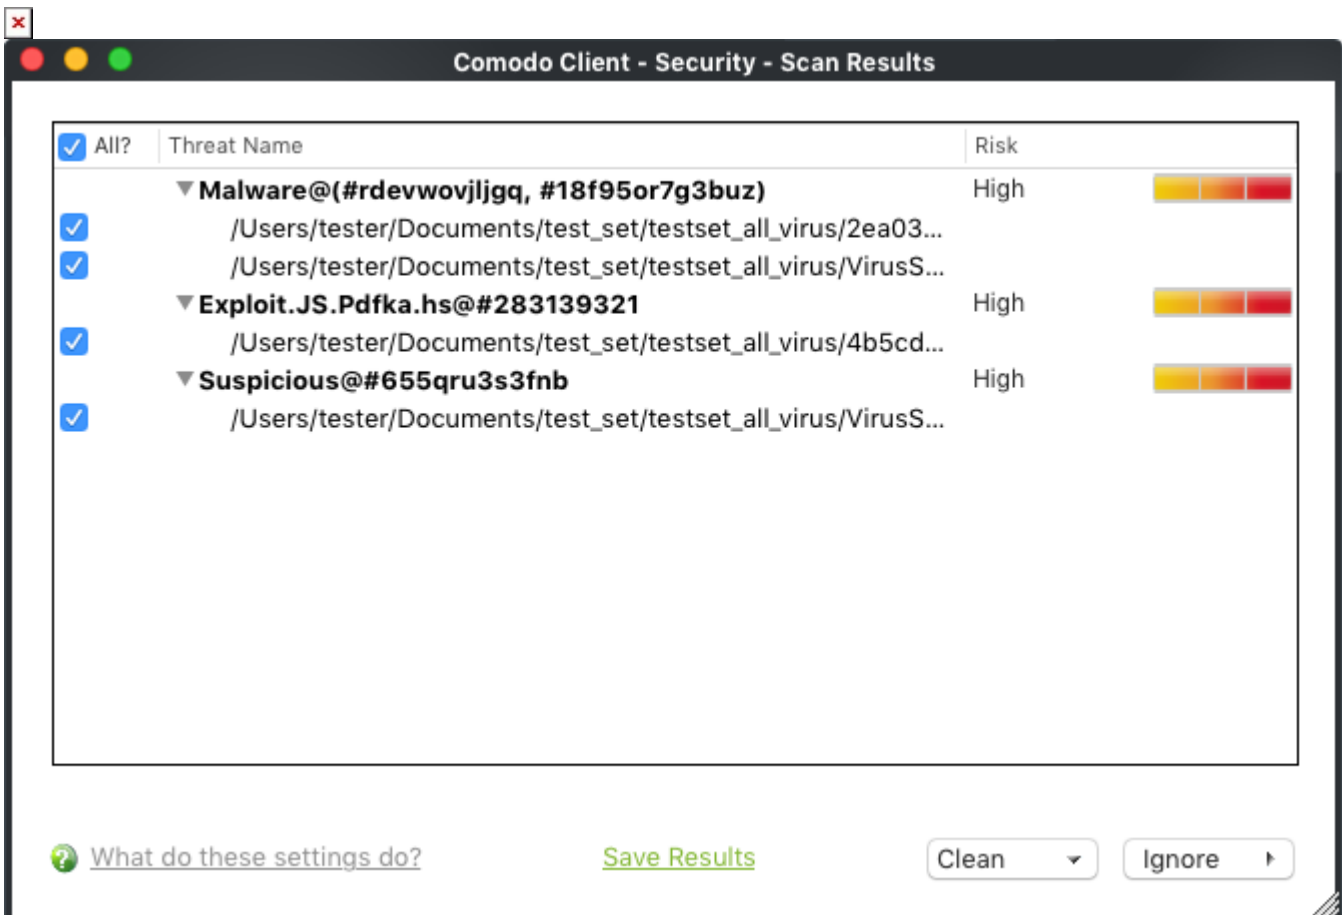 Comodo Client - Security - Scan Results
All? Threat Name Risk
Malware@(#rdevwovjljgq, #18f95or7g3buz) High
/Users/tester/Documents/test_set/testset_all_virus/2ea03...
/Users/tester/Documents/test_set/testset_all_virus/VirusS...
Exploit.JS.Pdfka.hs@#283139321 High
/Users/tester/Documents/test_set/testset_all_virus/4b5cd...
Suspicious@#655qru3s3fnb High
/Users/tester/Documents/test_set/testset_all_virus/VirusS...
What do these settings do? Save Results Clean Ignore